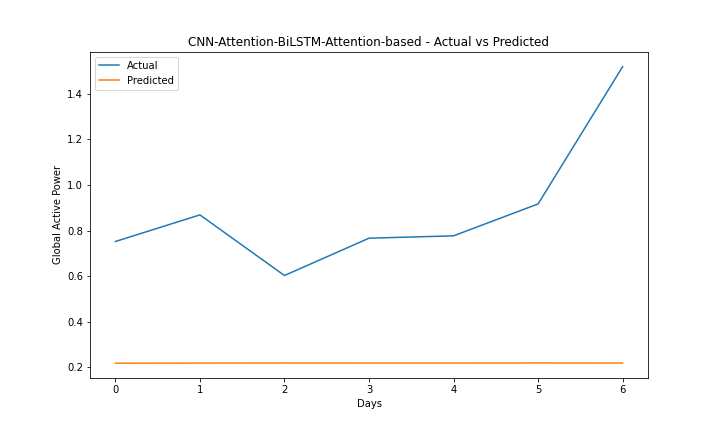 CNN-Attention-BiLSTM-Attention-based - Actual vs Predicted
Actual
Predicted
Global Active Power
1.4
1.2
1.0
0.8
0.6
0.4
0.2
0 1 2 3 4 5 6
Days